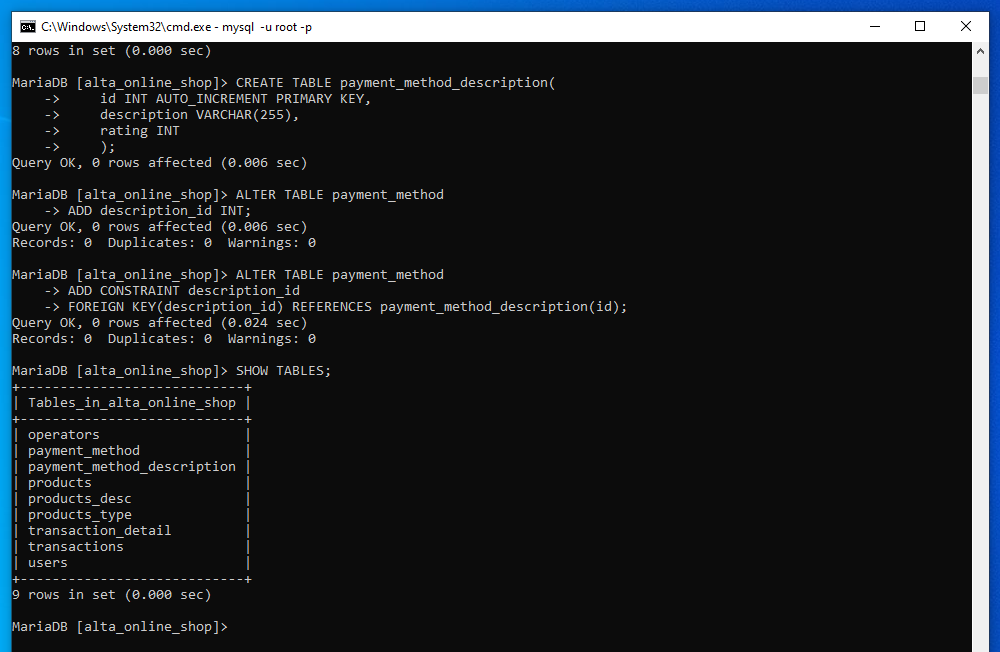 C:\Windows\System32\cmd.exe - mysql  -u root -p
8 rows in set (0.000 sec)
MariaDB [alta_online_shop]> CREATE TABLE payment_method_description(
    ->     id INT AUTO_INCREMENT PRIMARY KEY,
    ->     description VARCHAR(255),
    ->     rating INT
    ->     );
Query OK, 0 rows affected (0.006 sec)
MariaDB [alta_online_shop]> ALTER TABLE payment_method
    -> ADD description_id INT;
Query OK, 0 rows affected (0.006 sec)
Records: 0  Duplicates: 0  Warnings: 0
MariaDB [alta_online_shop]> ALTER TABLE payment_method
    -> ADD CONSTRAINT description_id
    -> FOREIGN KEY(description_id) REFERENCES payment_method_description(id);
Query OK, 0 rows affected (0.024 sec)
Records: 0  Duplicates: 0  Warnings: 0
MariaDB [alta_online_shop]> SHOW TABLES;
+----------------------------+
| Tables_in_alta_online_shop |
+----------------------------+
| operators                  |
| payment_method             |
| payment_method_description |
| products                   |
| products_desc              |
| products_type              |
| transaction_detail         |
| transactions               |
| users                      |
+----------------------------+
9 rows in set (0.000 sec)
MariaDB [alta_online_shop]>